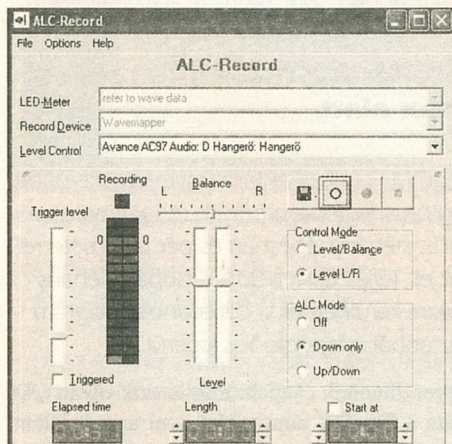 ALC-Record
File Options Help
ALC-Record
LED-Meter refer to wave data
Record Device Wavemapper
Level Control Avance AC97 Audio: D Hangerő: Hangerő
Recording
L Balance R
Trigger level
0 0
Control Mode
Level/Balance
Level L/R
ALC Mode
Off
Down only
Up/Down
Triggered
Level
Elapsed time Length Start at